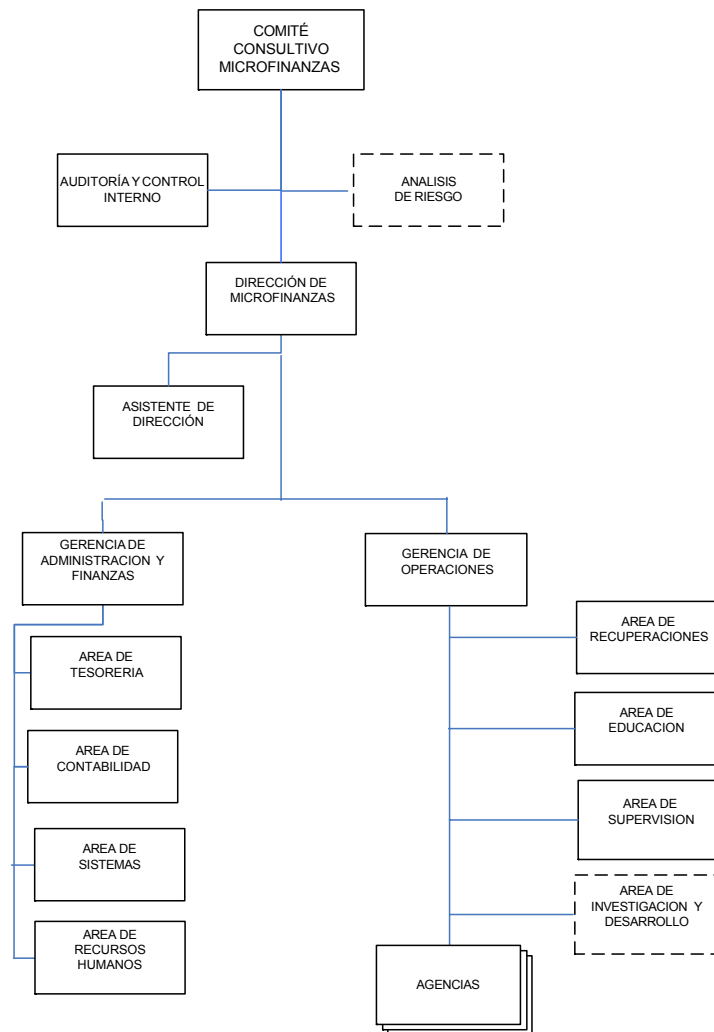 COMITÉ
CONSULTIVO
MICROFINANZAS
AUDITORÍA Y CONTROL
INTERNO
ANALISIS
DE RIESGO
DIRECCIÓN DE
MICROFINANZAS
ASISTENTE DE
DIRECCIÓN
GERENCIA DE
ADMINISTRACION Y
FINANZAS
GERENCIA DE
OPERACIONES
AREA DE
RECUPERACIONES
AREA DE
TESORERIA
AREA DE
EDUCACION
AREA DE
CONTABILIDAD
AREA DE
SUPERVISION
AREA DE
SISTEMAS
AREA DE
INVESTIGACION Y
DESARROLLO
AREA DE
RECURSOS
HUMANOS
AGENCIAS